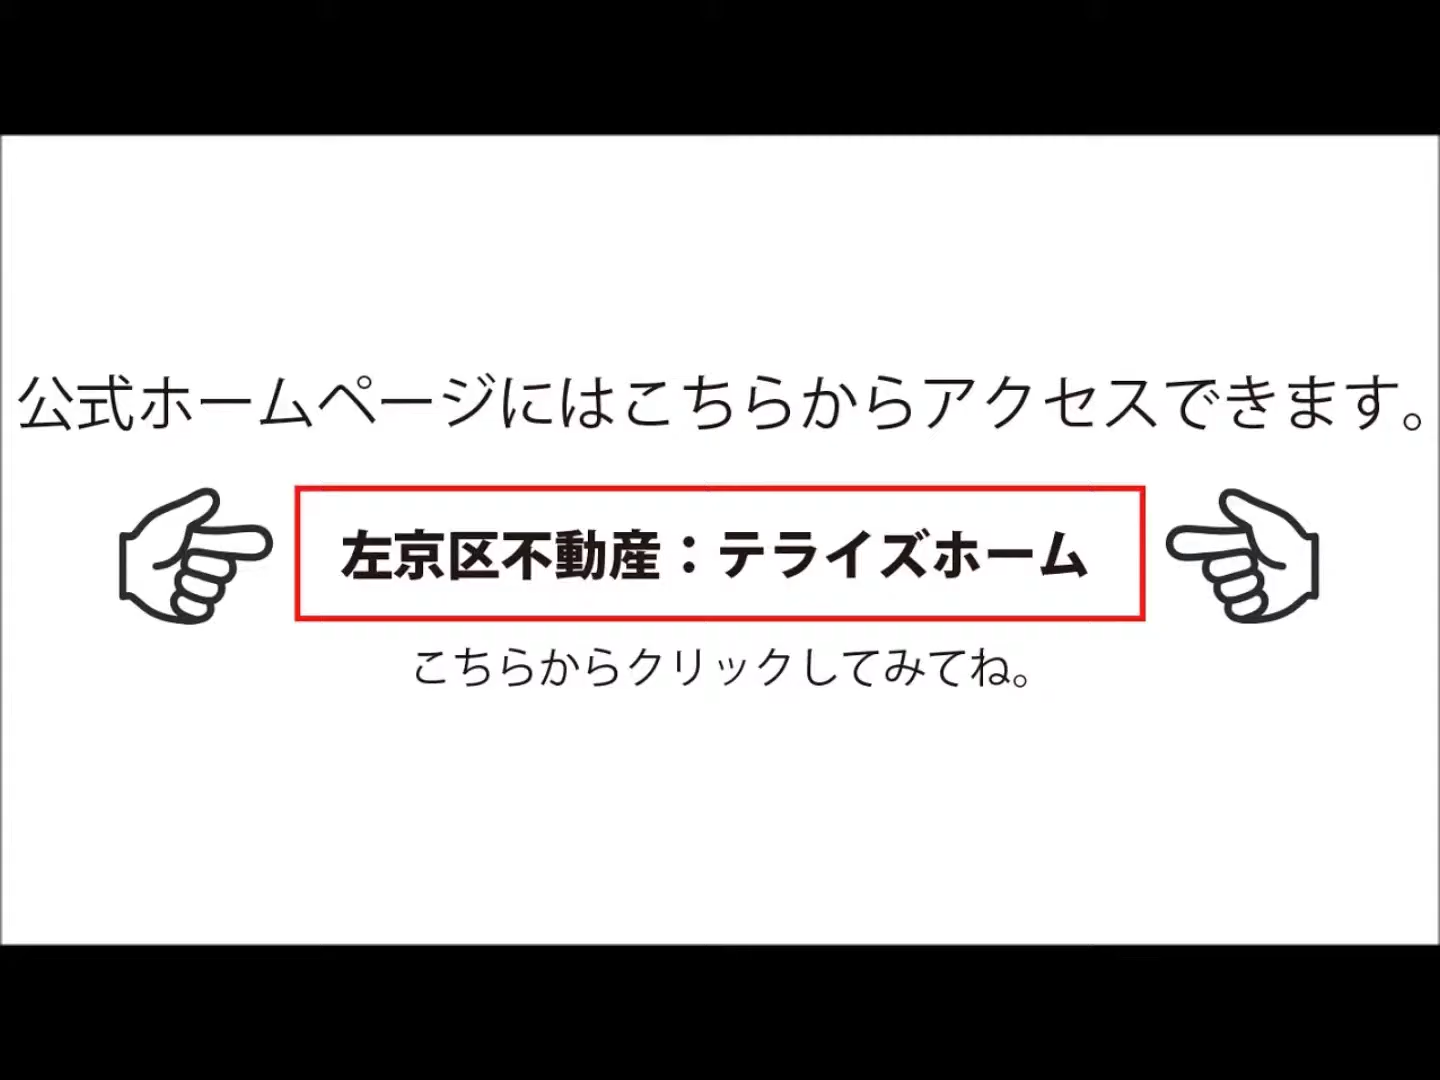 公式ホームページにはこちらからアクセスできます。
左京区不動産：テライズホーム
こちらからクリックしてみてね。